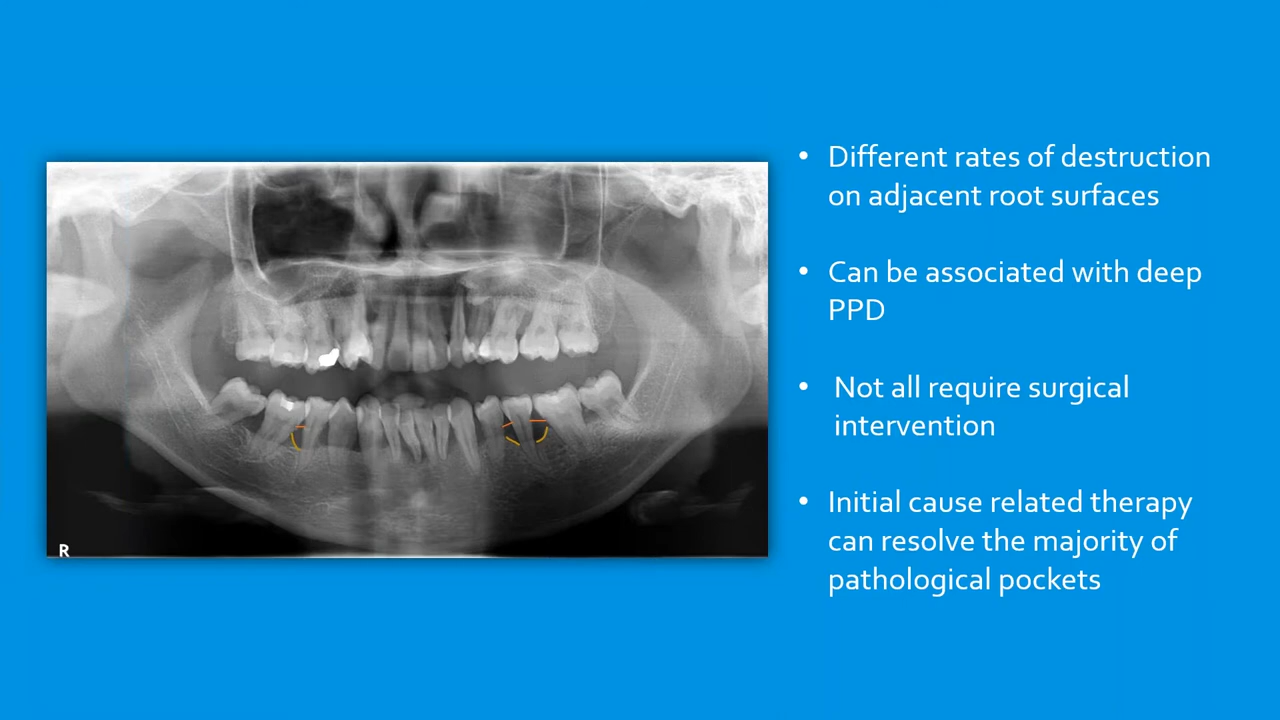 • Different rates of destruction
on adjacent root surfaces
• Can be associated with deep
PPD
• Not all require surgical
intervention
• Initial cause related therapy
can resolve the majority of
pathological pockets
R